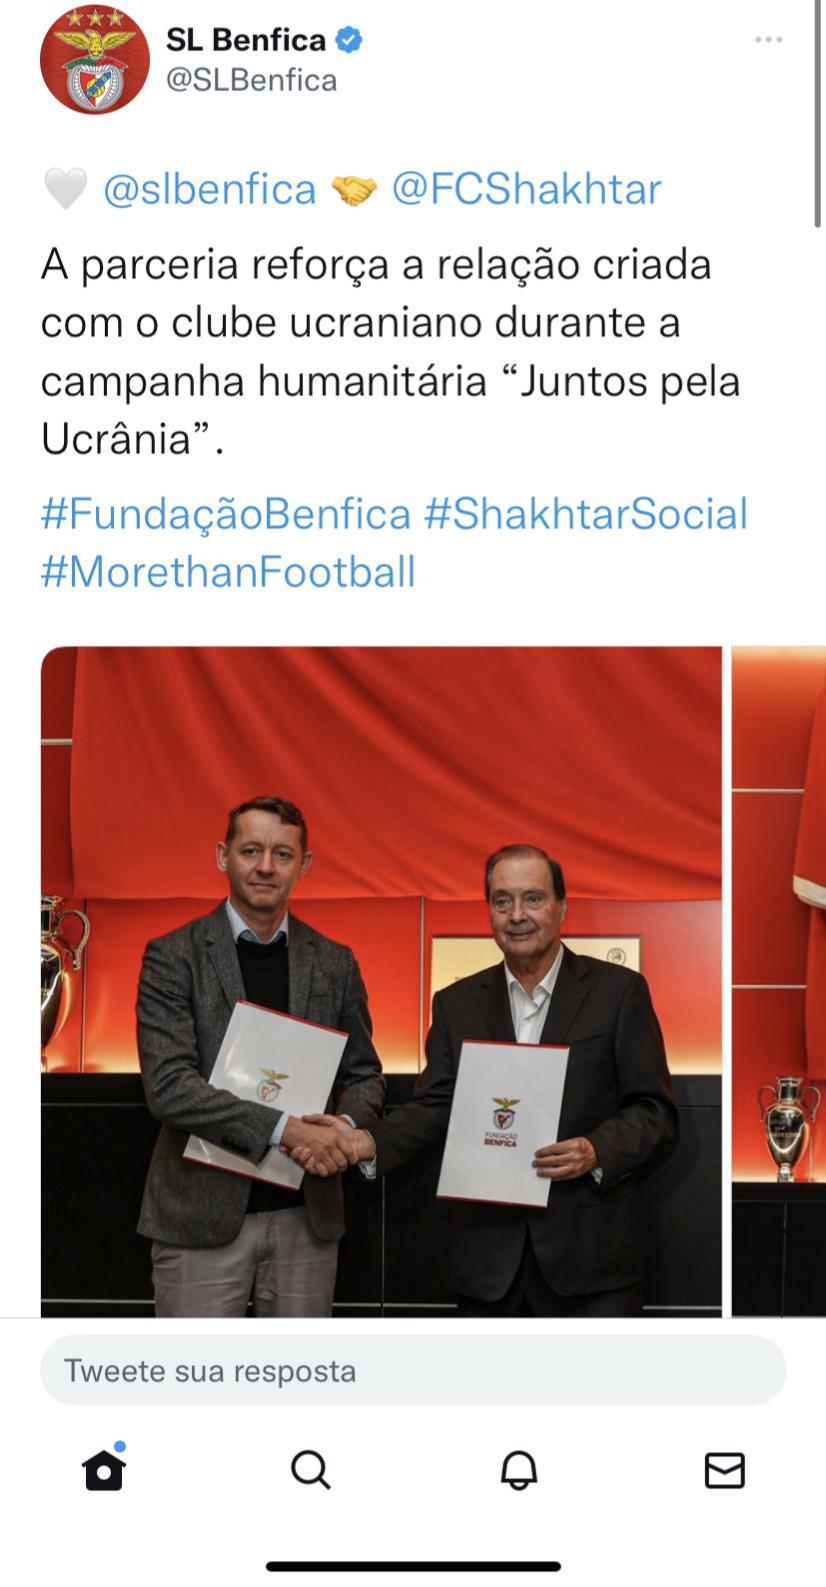 SL Benfica
@SLBenfica
🤍 @slbenfica 🤝 @FCShakhtar
A parceria reforça a relação criada
com o clube ucraniano durante a
campanha humanitária “Juntos pela
Ucrânia”.
#FundaçãoBenfica #ShakhtarSocial
#MorethanFootball
FUNDAÇÃO
BENFICA
Tweete sua resposta